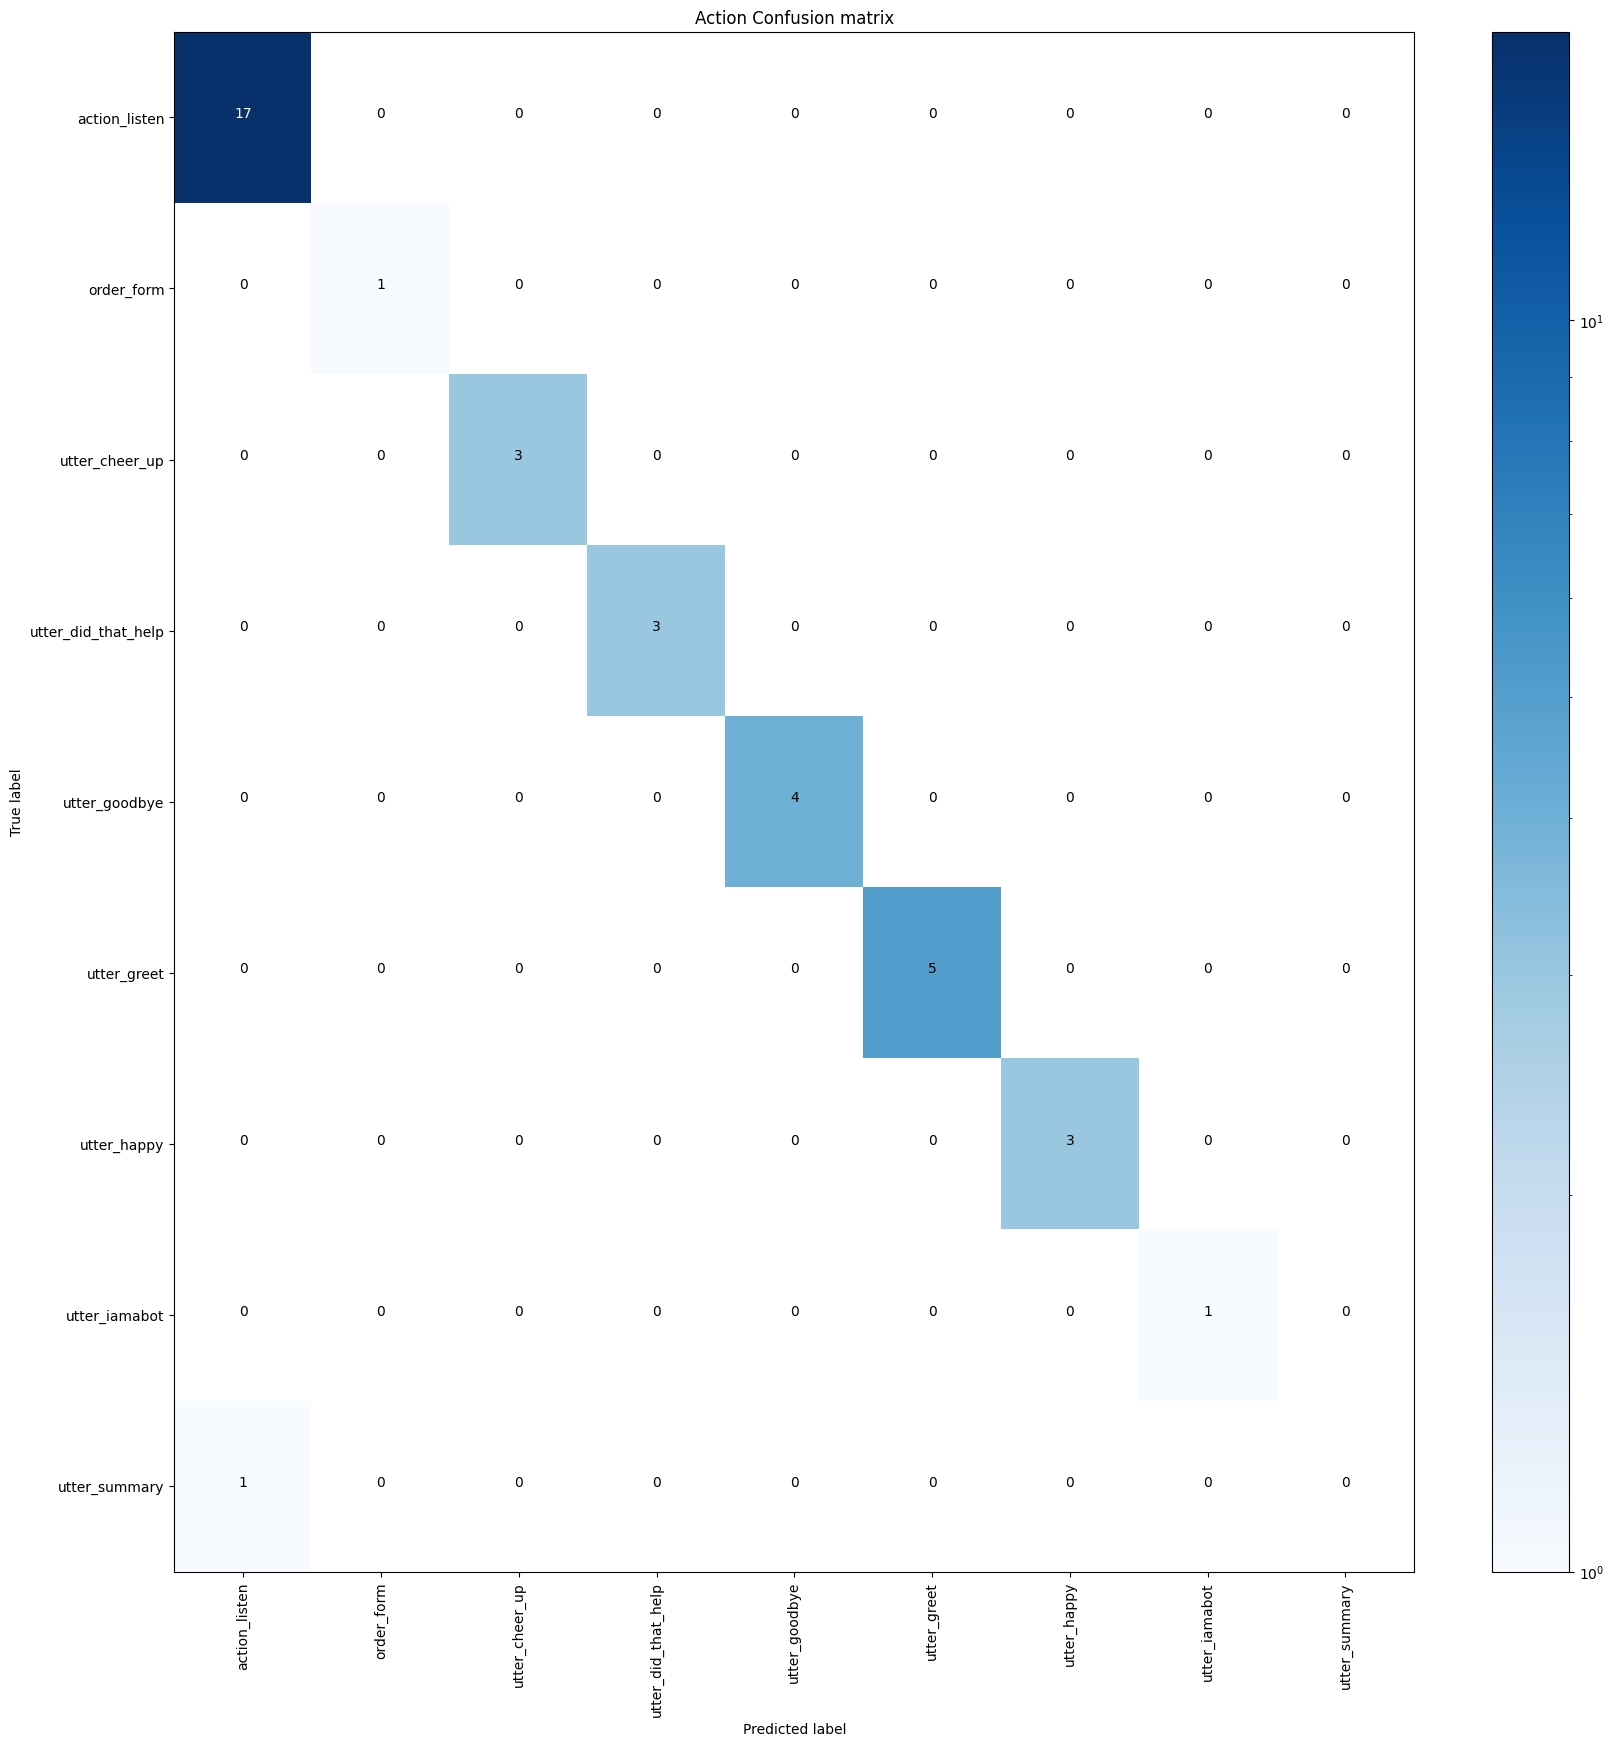 Action Confusion matrix
action_listen 17 0 0 0 0 0 0 0 0
order_form 0 1 0 0 0 0 0 0 0
utter_cheer_up 0 0 3 0 0 0 0 0 0
utter_did_that_help 0 0 0 3 0 0 0 0 0
utter_goodbye 0 0 0 0 4 0 0 0 0
utter_greet 0 0 0 0 0 5 0 0 0
utter_happy 0 0 0 0 0 0 3 0 0
utter_iamabot 0 0 0 0 0 0 0 1 0
utter_summary 1 0 0 0 0 0 0 0 0
True label
action_listen
order_form
utter_cheer_up
utter_did_that_help
utter_goodbye
utter_greet
utter_happy
utter_iamabot
utter_summary
Predicted label
10¹
10⁰